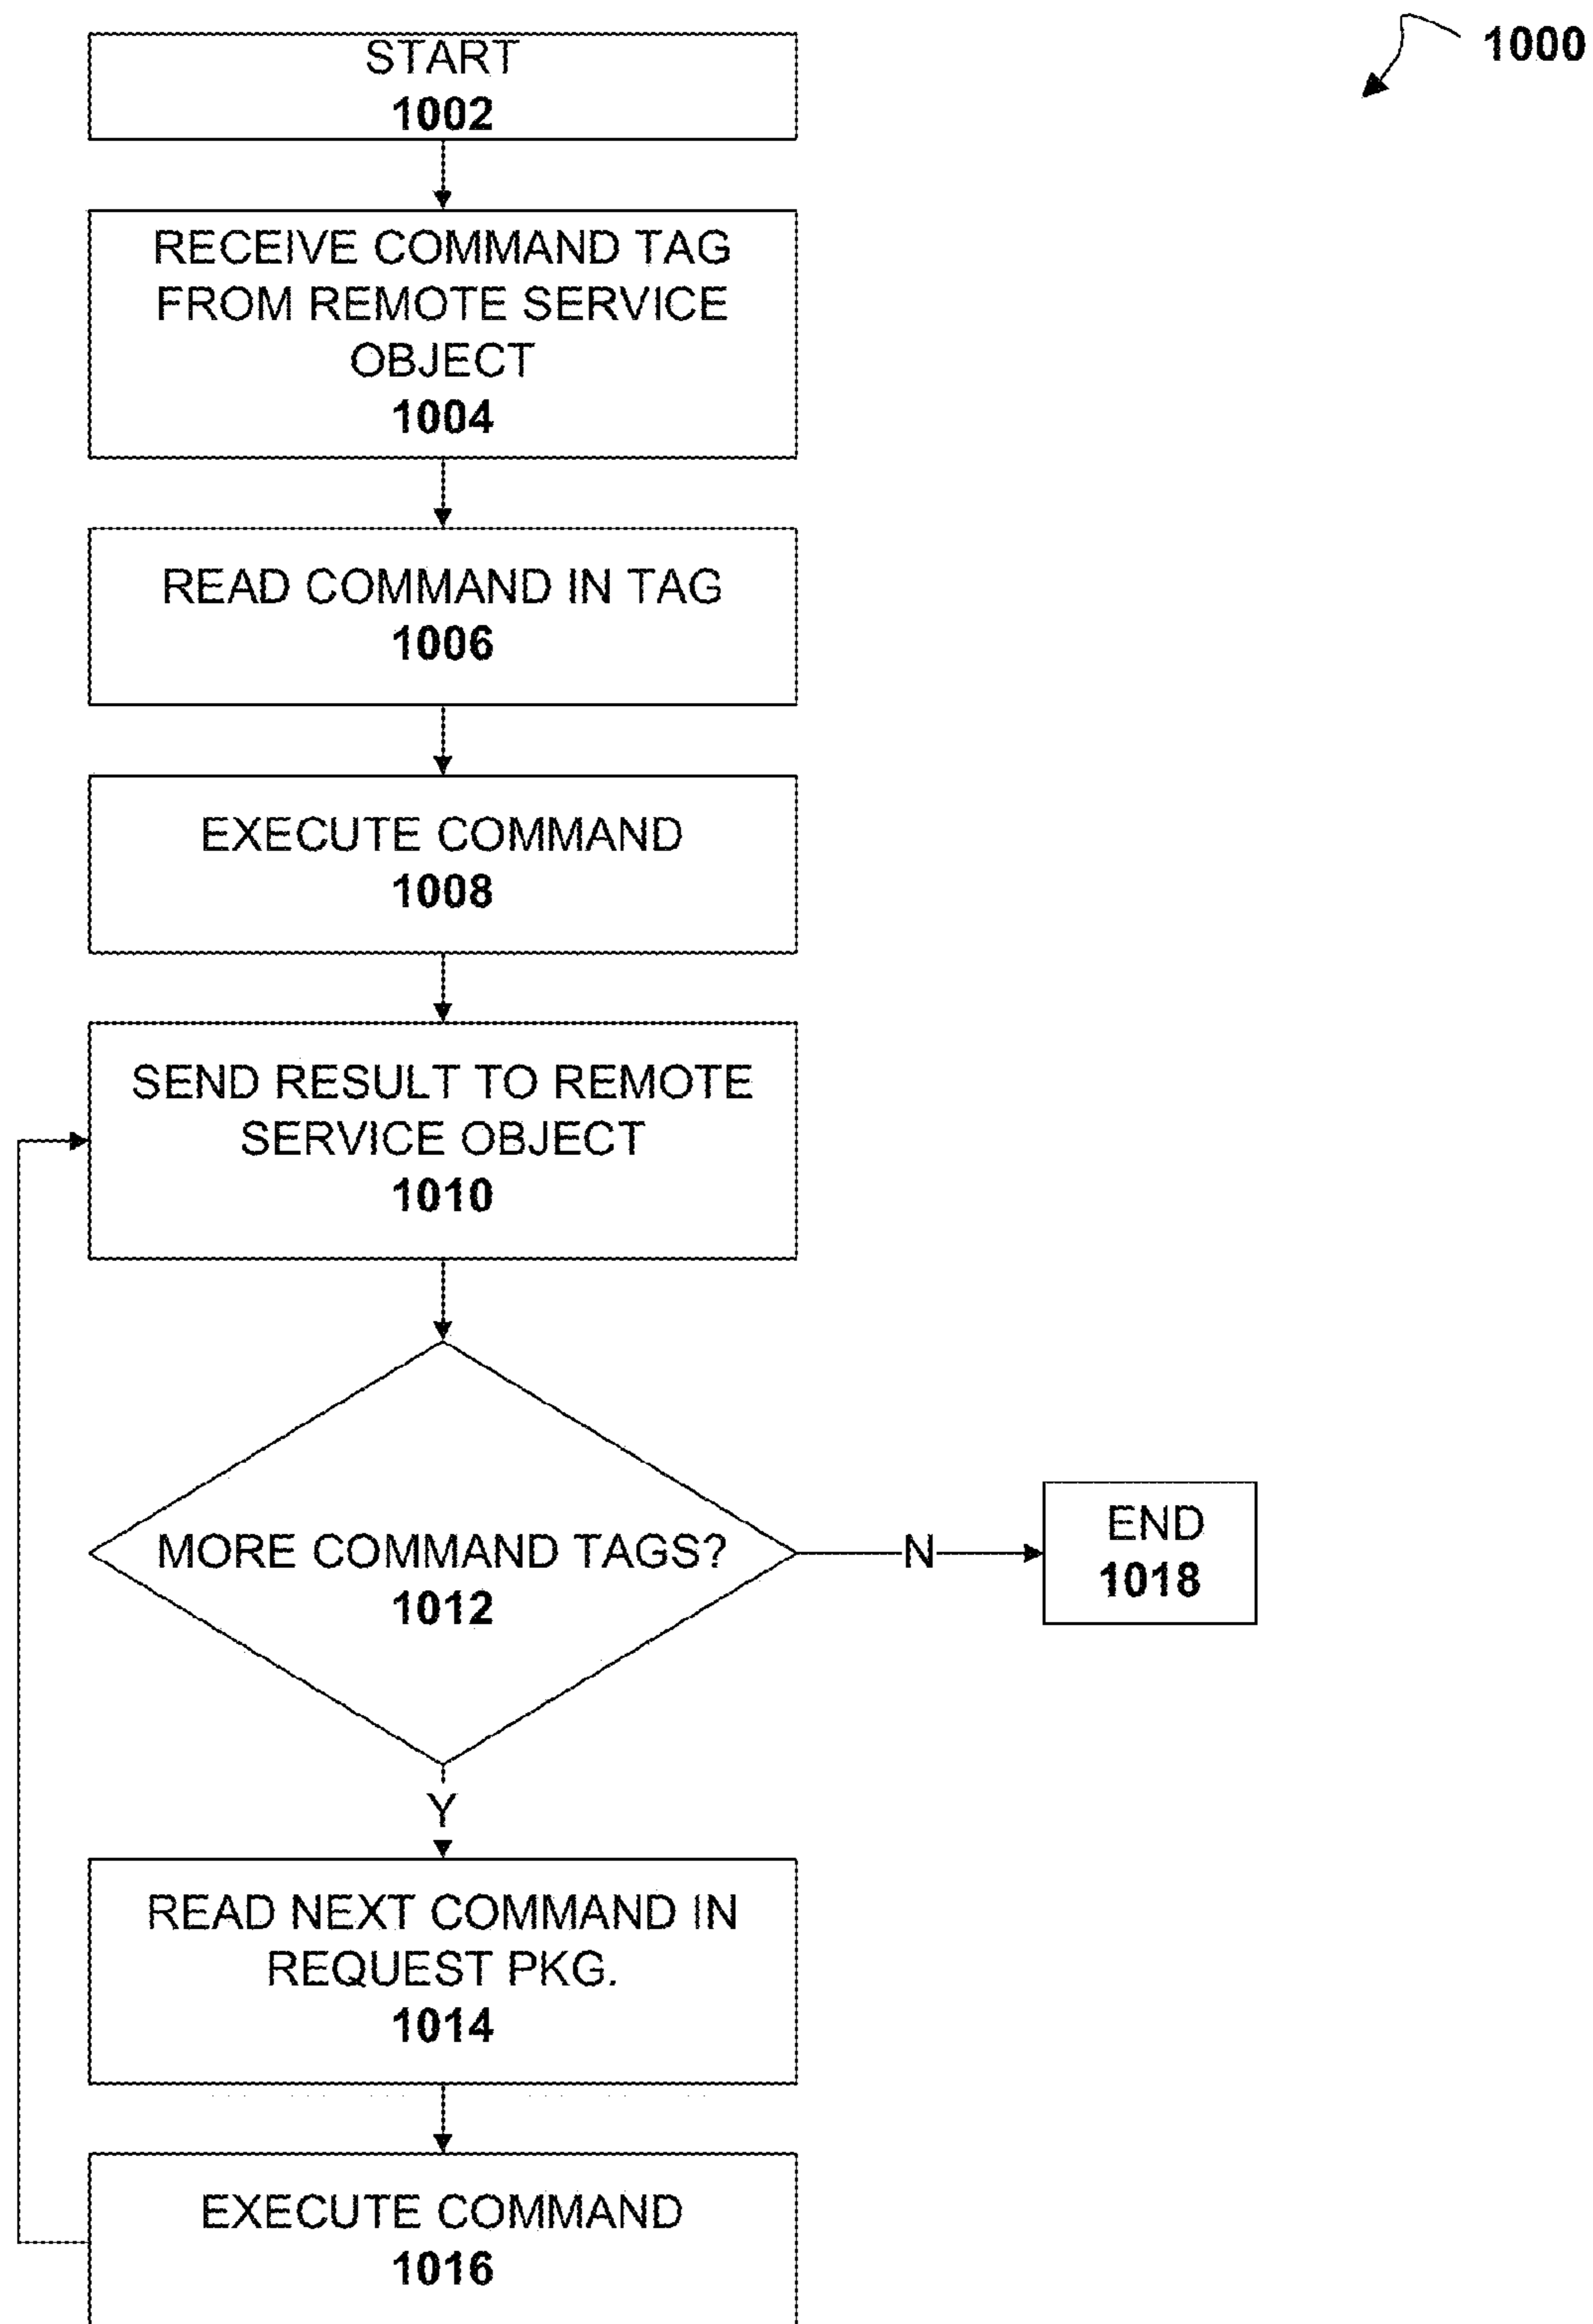 1000
START
1002
RECEIVE COMMAND TAG
FROM REMOTE SERVICE
OBJECT
1004
READ COMMAND IN TAG
1006
EXECUTE COMMAND
1008
SEND RESULT TO REMOTE
SERVICE OBJECT
1010
MORE COMMAND TAGS?
1012
N
END
1018
Y
READ NEXT COMMAND IN
REQUEST PKG.
1014
EXECUTE COMMAND
1016